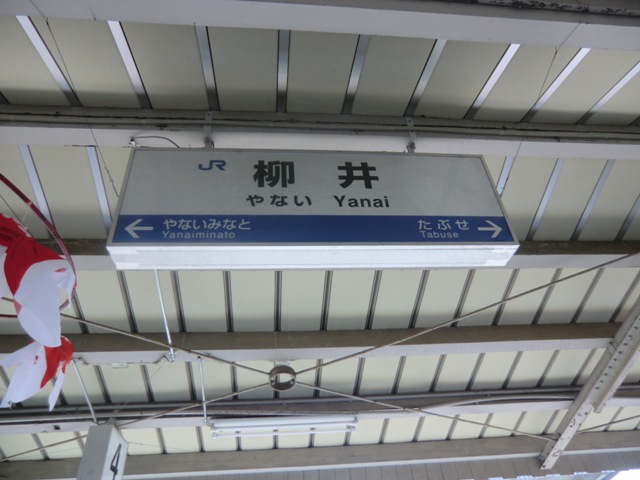 JR 柳井
やない Yanai
← やないみなと たぶせ →
Yanaiminato Tabuse
4